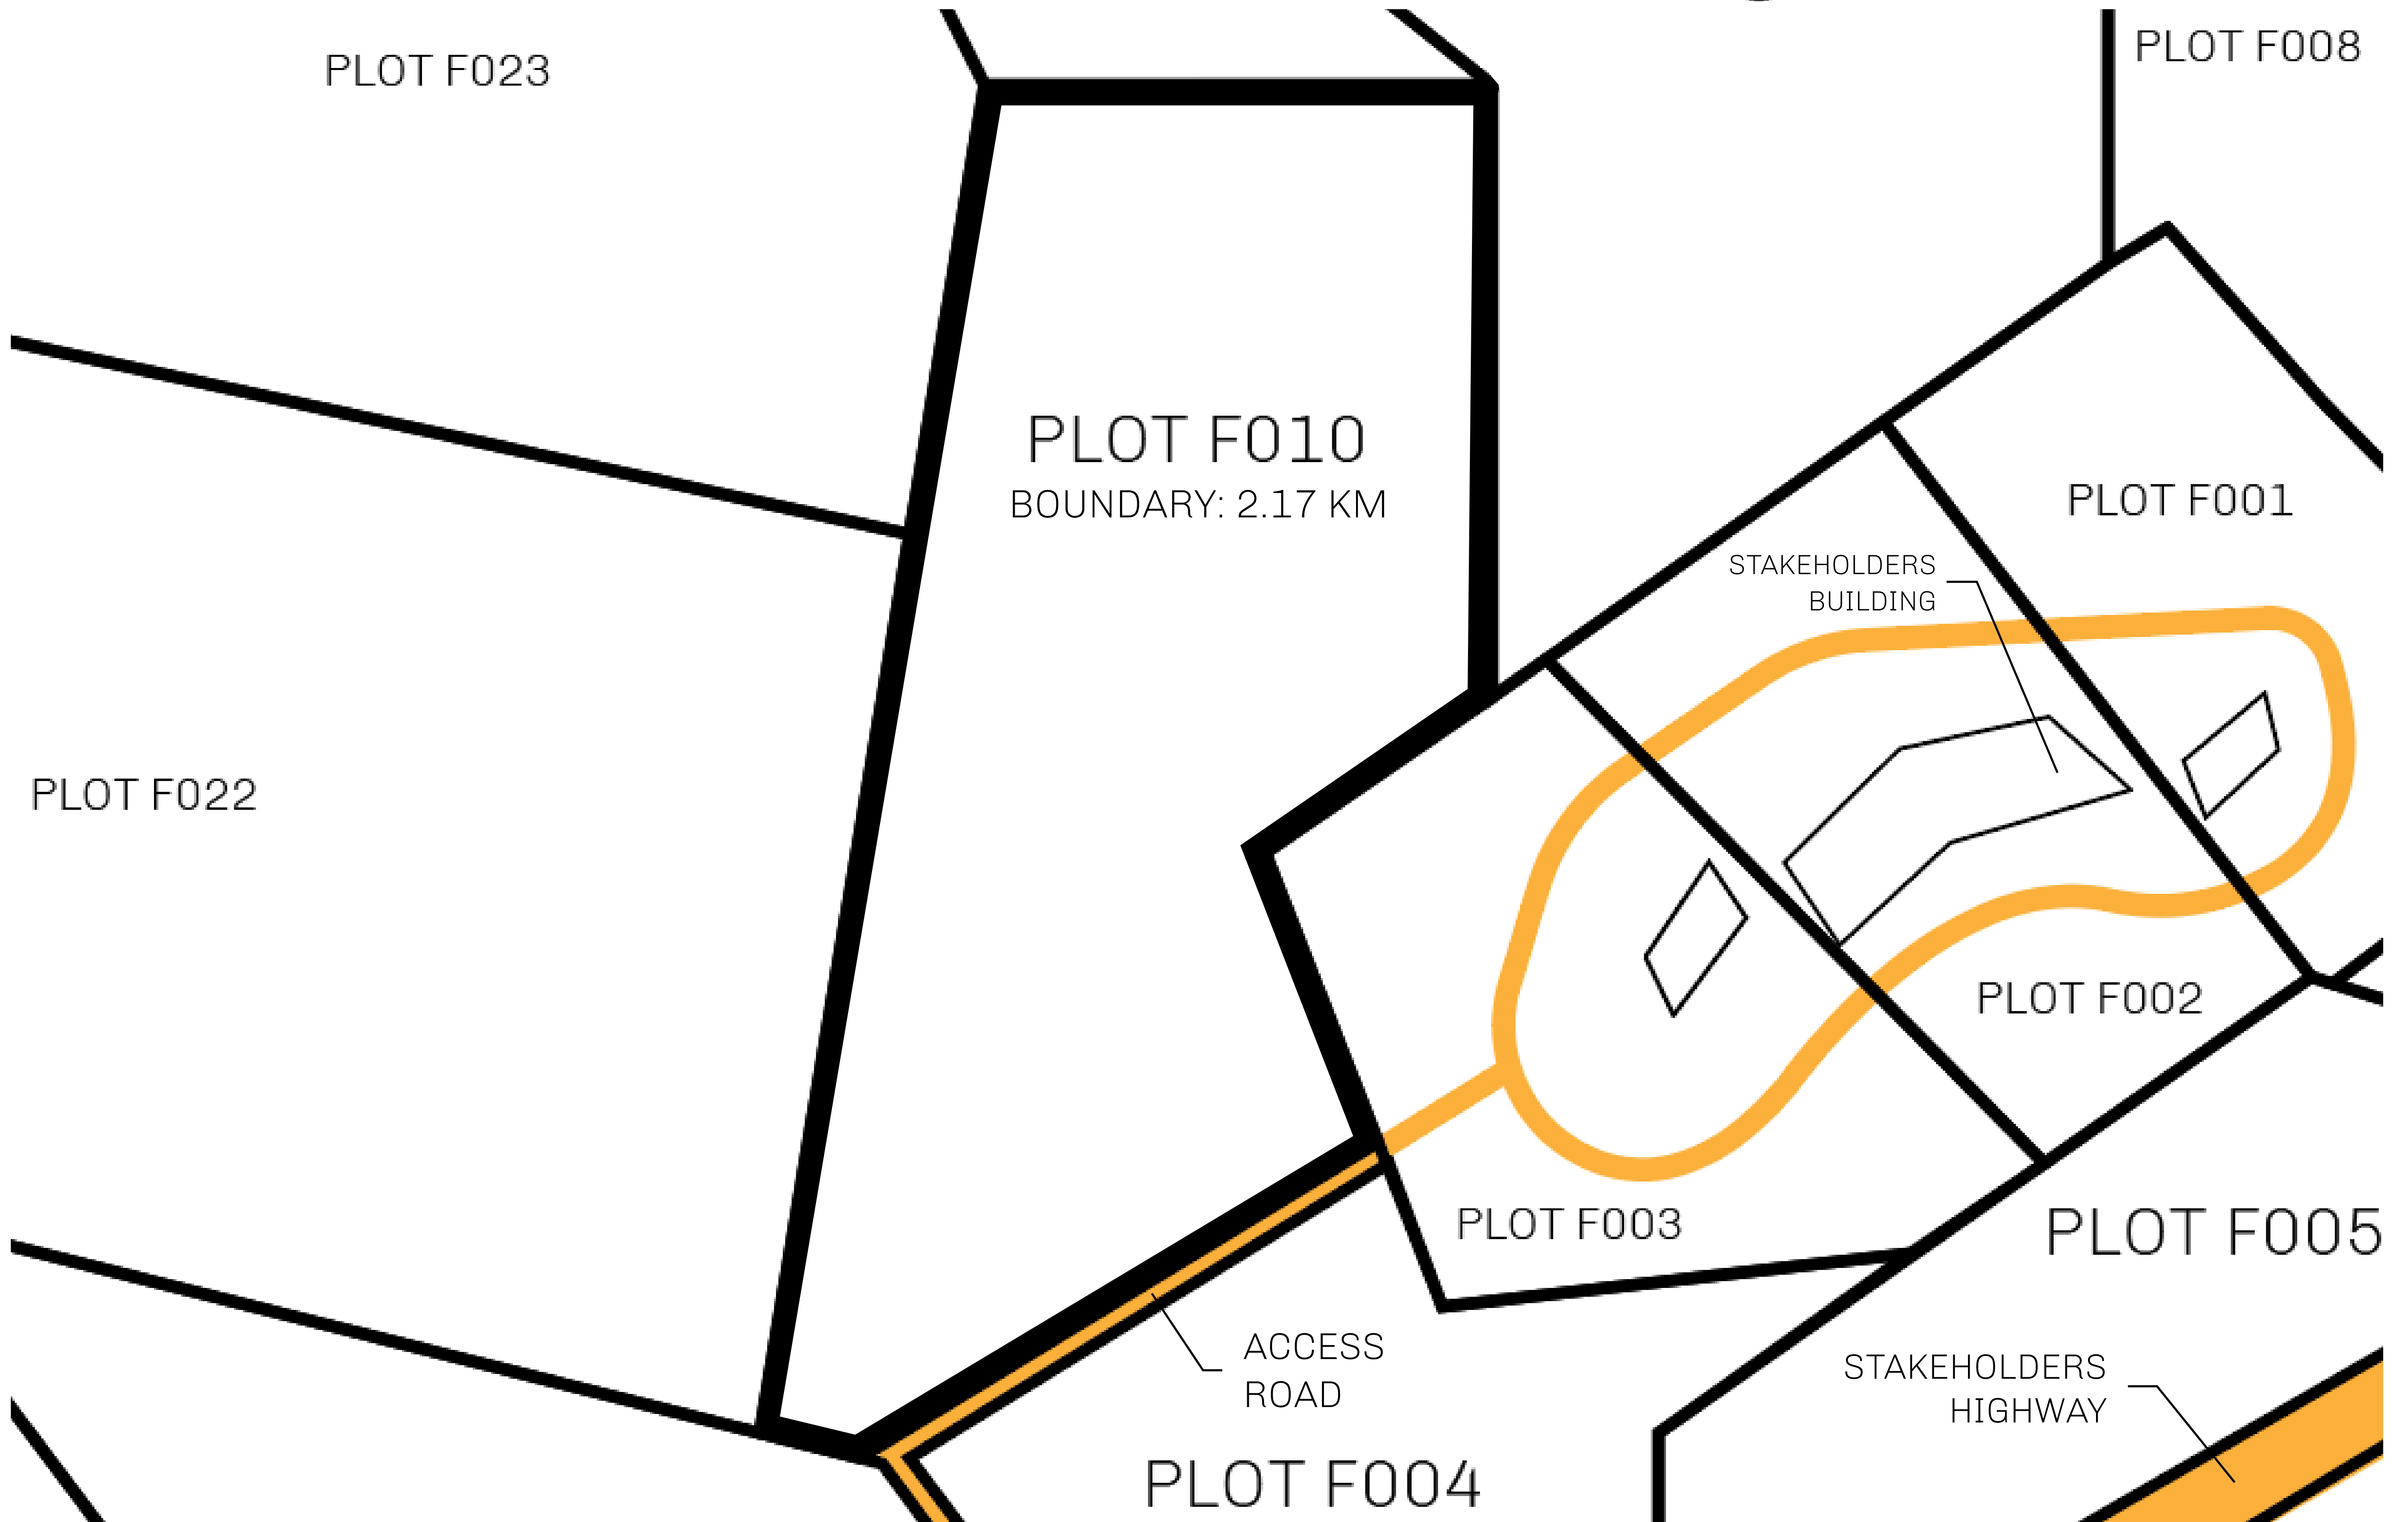 PLOT F023
PLOT F008
PLOT F010
BOUNDARY: 2.17 KM
PLOT F001
STAKEHOLDERS
BUILDING
PLOT F022
PLOT F002
PLOT F003
PLOT F005
ACCESS
ROAD
STAKEHOLDERS
HIGHWAY
PLOT F004